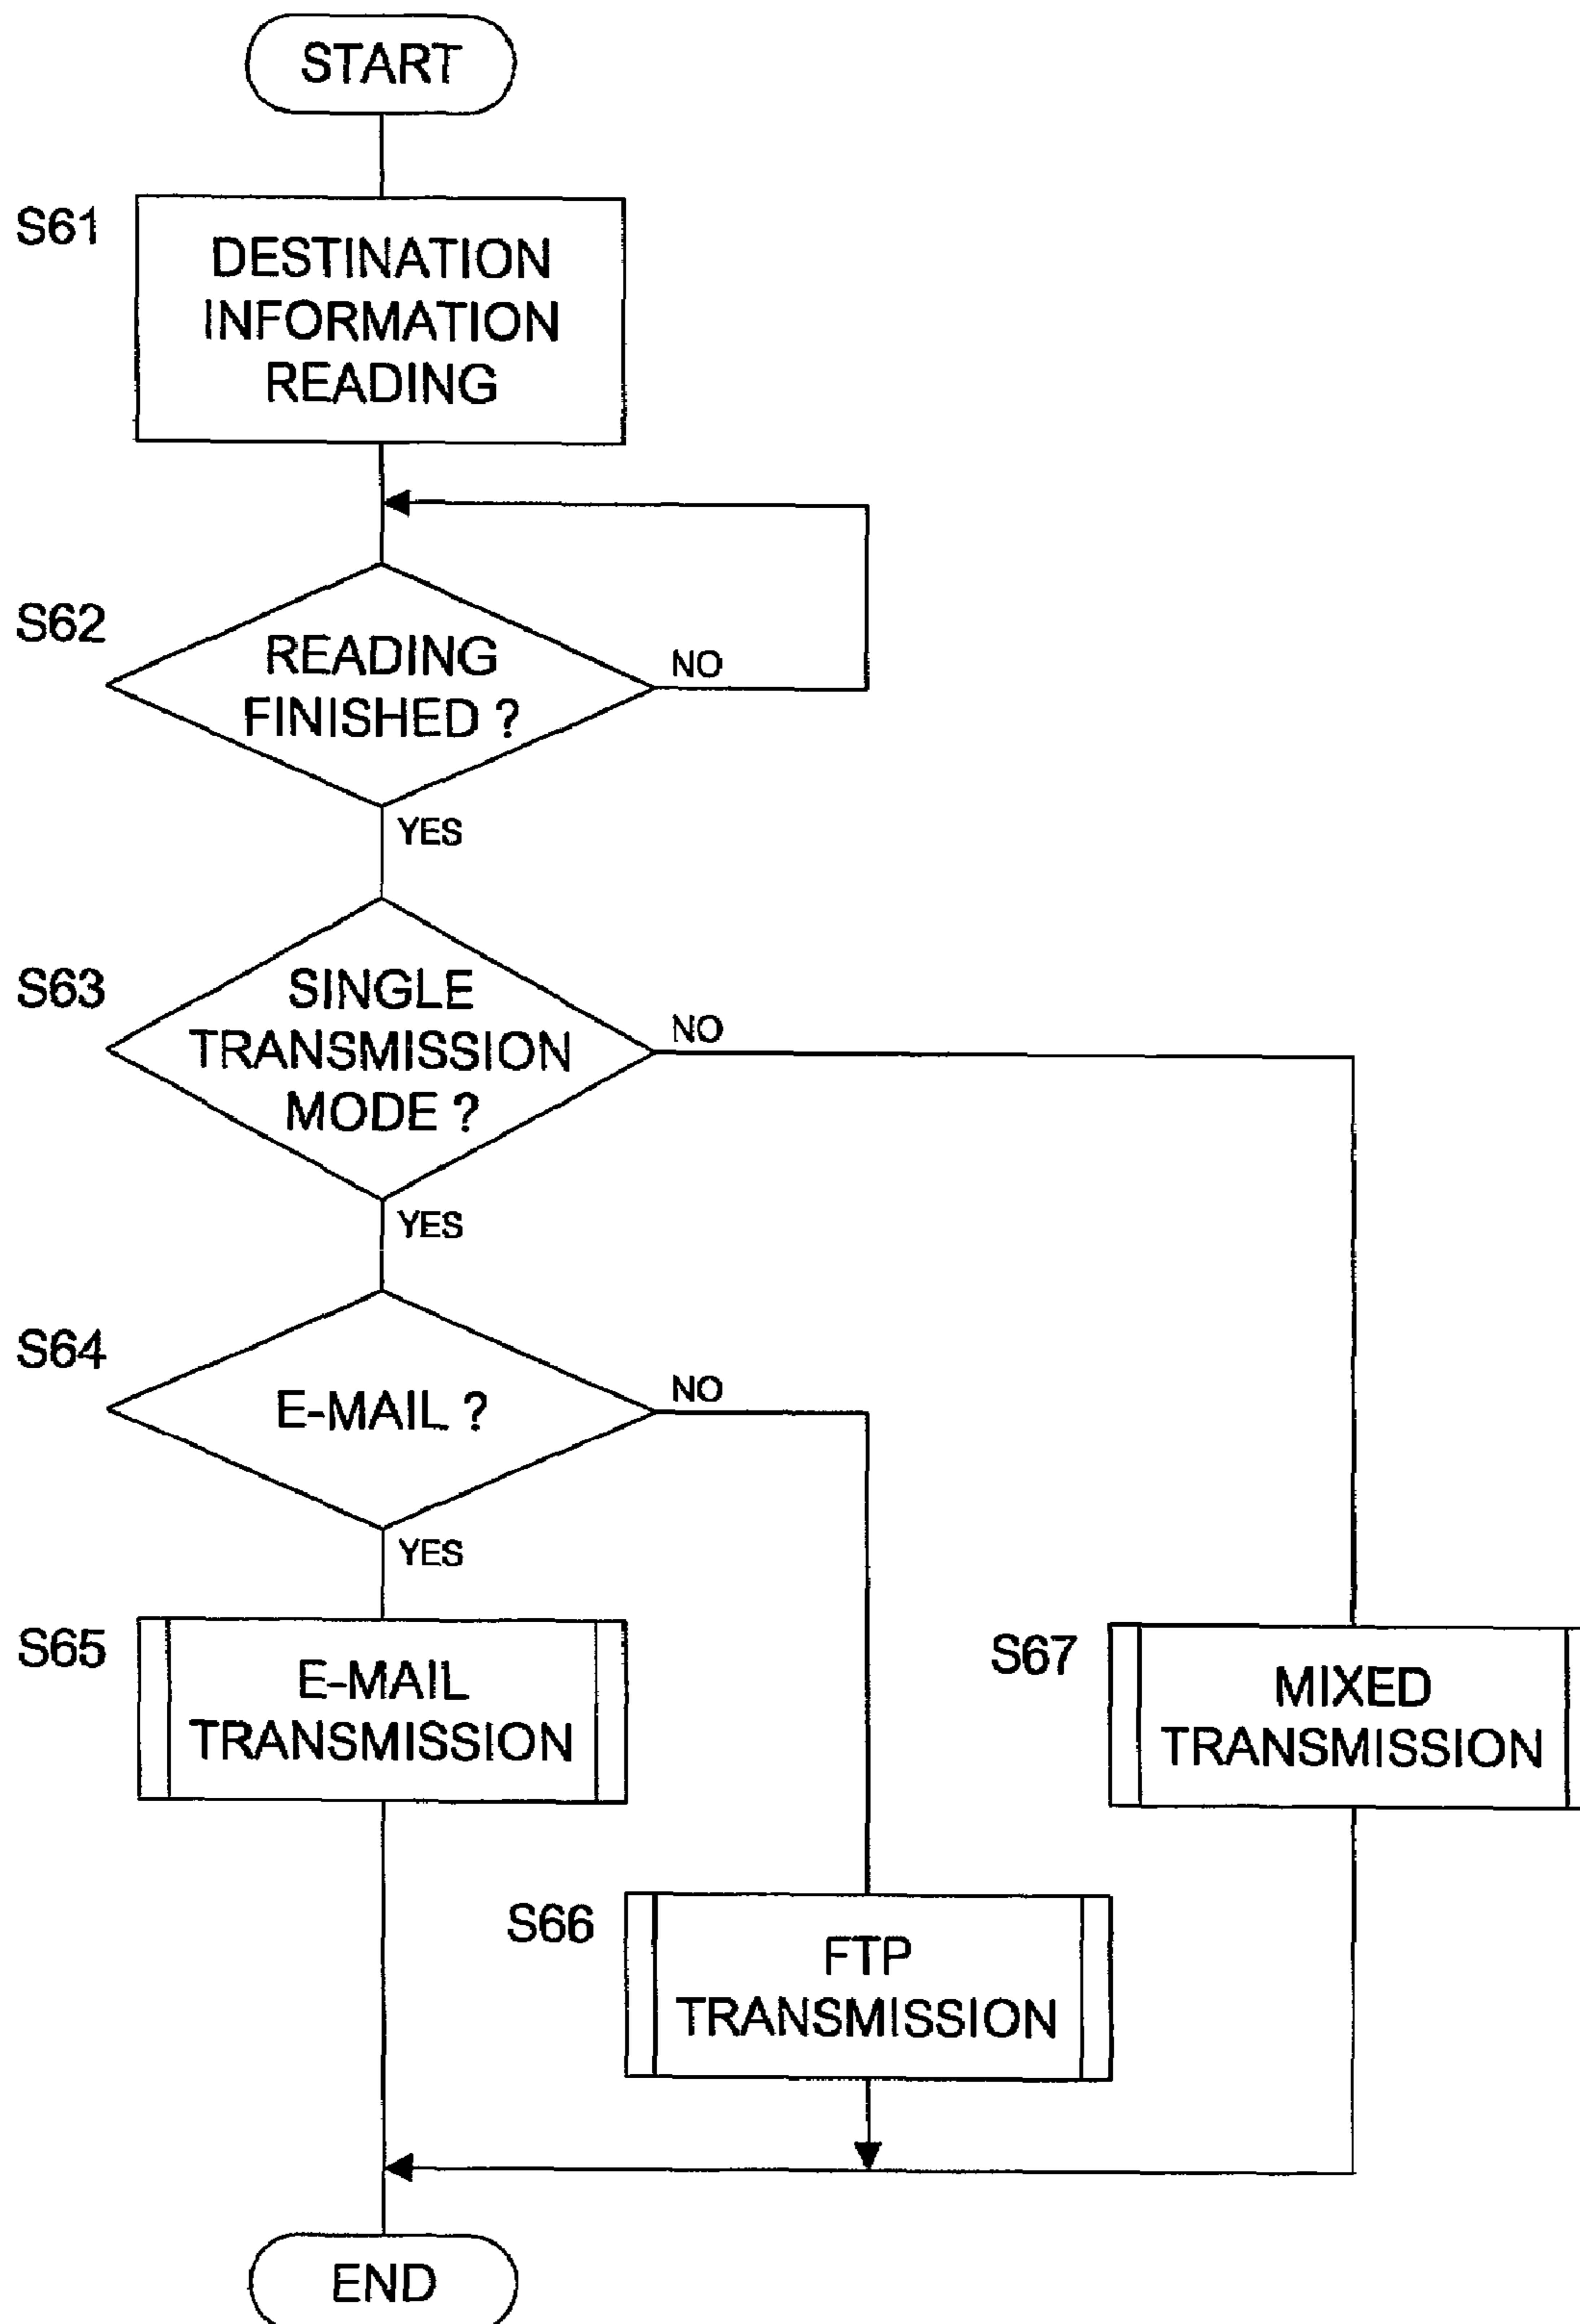 START
S61
DESTINATION
INFORMATION
READING
S62
READING
FINISHED ?
NO
YES
S63
SINGLE
TRANSMISSION
MODE ?
NO
YES
S64
E-MAIL ?
NO
YES
S65
E-MAIL
TRANSMISSION
S67
MIXED
TRANSMISSION
S66
FTP
TRANSMISSION
END